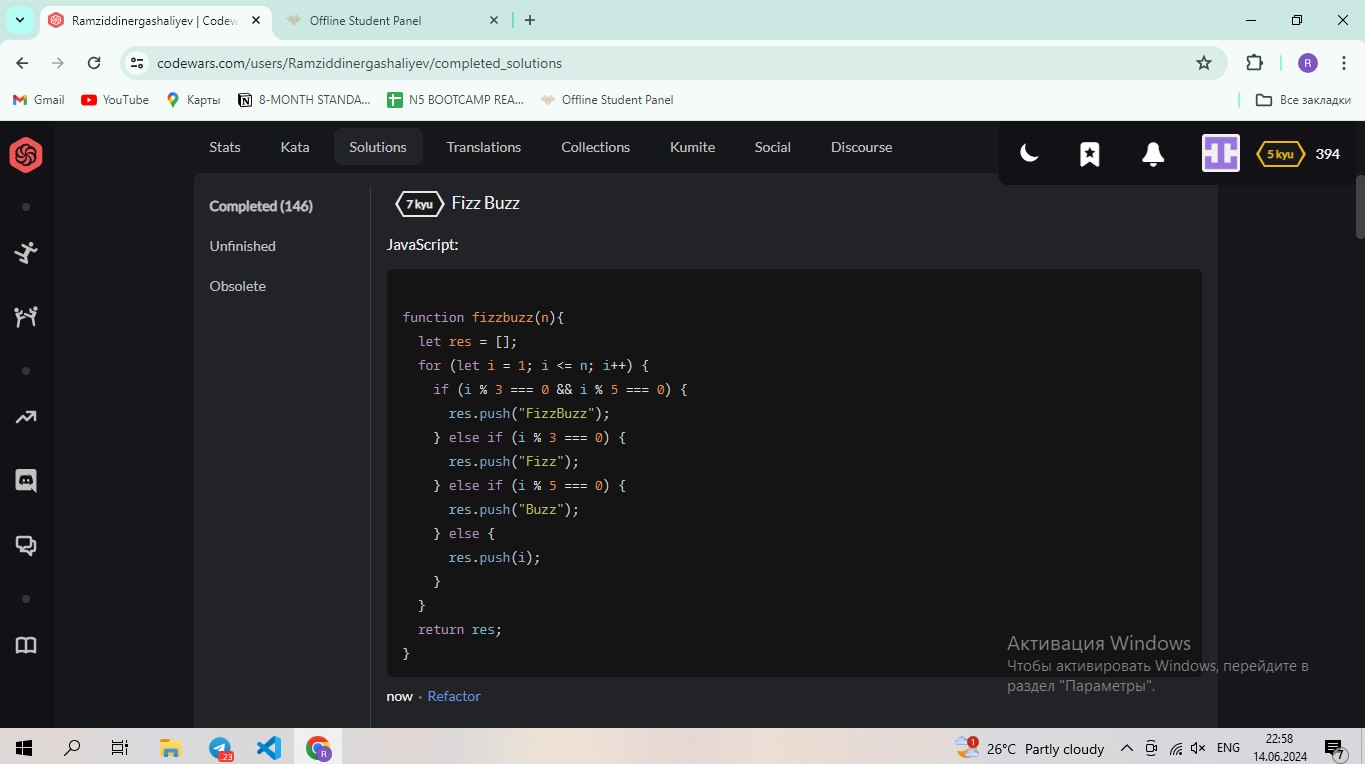 Ramziddinergashaliyev | Codew
Offline Student Panel
codewars.com/users/Ramziddinergashaliyev/completed_solutions
R
Gmail
YouTube
Карты
8-MONTH STANDA...
N5 BOOTCAMP REA...
Offline Student Panel
Все закладки
Stats
Kata
Solutions
Translations
Collections
Kumite
Social
Discourse
5 kyu
394
Completed (146)
Unfinished
Obsolete
7 kyu Fizz Buzz
JavaScript:
function fizzbuzz(n){
  let res = [];
  for (let i = 1; i <= n; i++) {
    if (i % 3 === 0 && i % 5 === 0) {
      res.push("FizzBuzz");
    } else if (i % 3 === 0) {
      res.push("Fizz");
    } else if (i % 5 === 0) {
      res.push("Buzz");
    } else {
      res.push(i);
    }
  }
  return res;
}
now • Refactor
Активация Windows
Чтобы активировать Windows, перейдите в
раздел "Параметры".
23
R
1
26°C Partly cloudy
ENG
22:58
14.06.2024
7